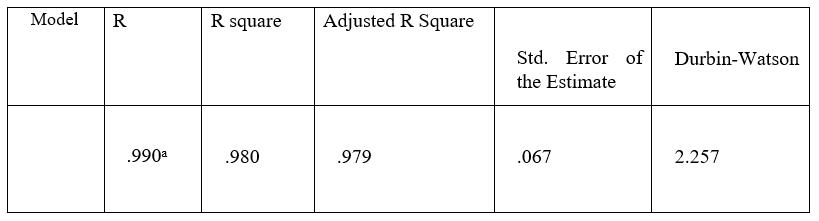 Model R R square Adjusted R Square
Std. Error of
the Estimate
Durbin-Watson
.990ᵃ .980 .979 .067 2.257